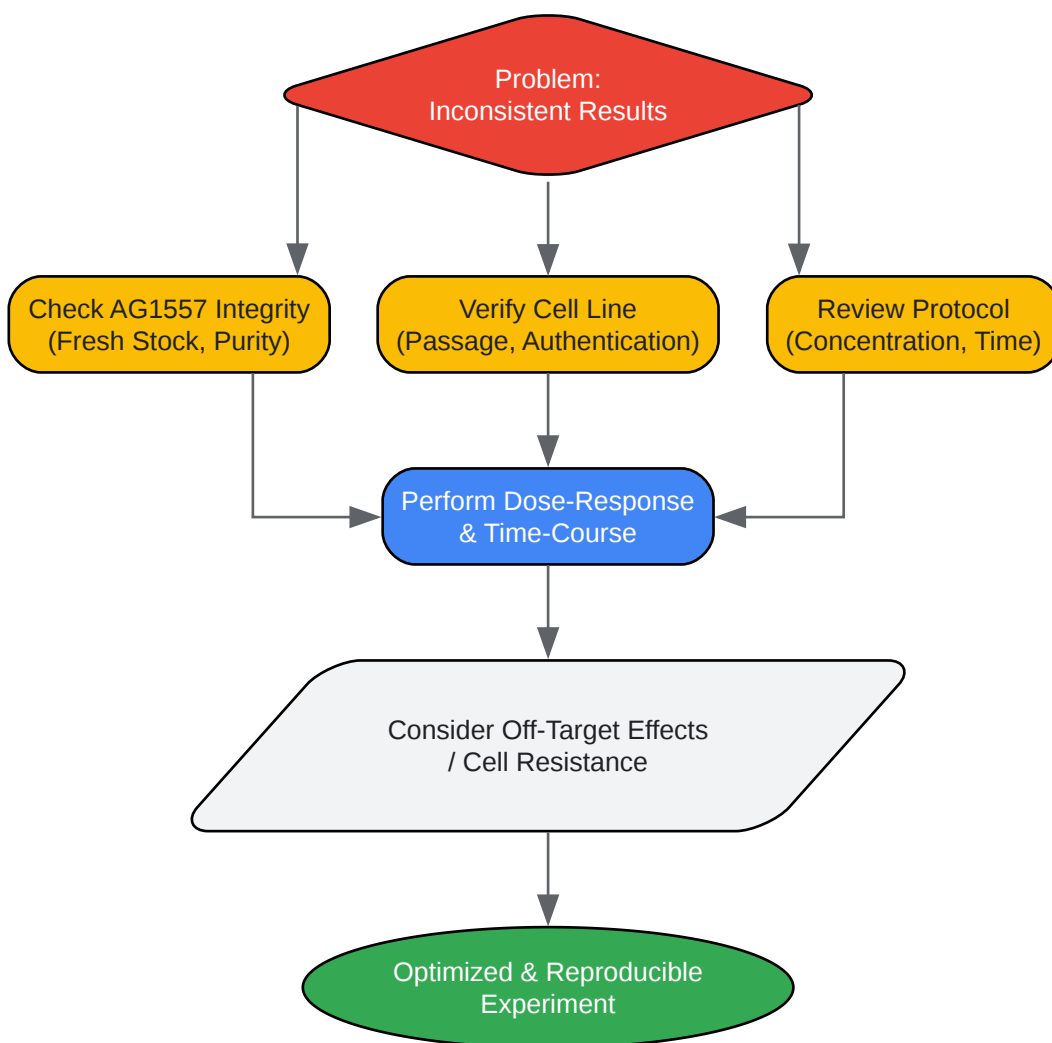 Problem:
Inconsistent Results
Check AG1557 Integrity
(Fresh Stock, Purity)
Verify Cell Line
(Passage, Authentication)
Review Protocol
(Concentration, Time)
Perform Dose-Response
& Time-Course
Consider Off-Target Effects
/ Cell Resistance
Optimized & Reproducible
Experiment